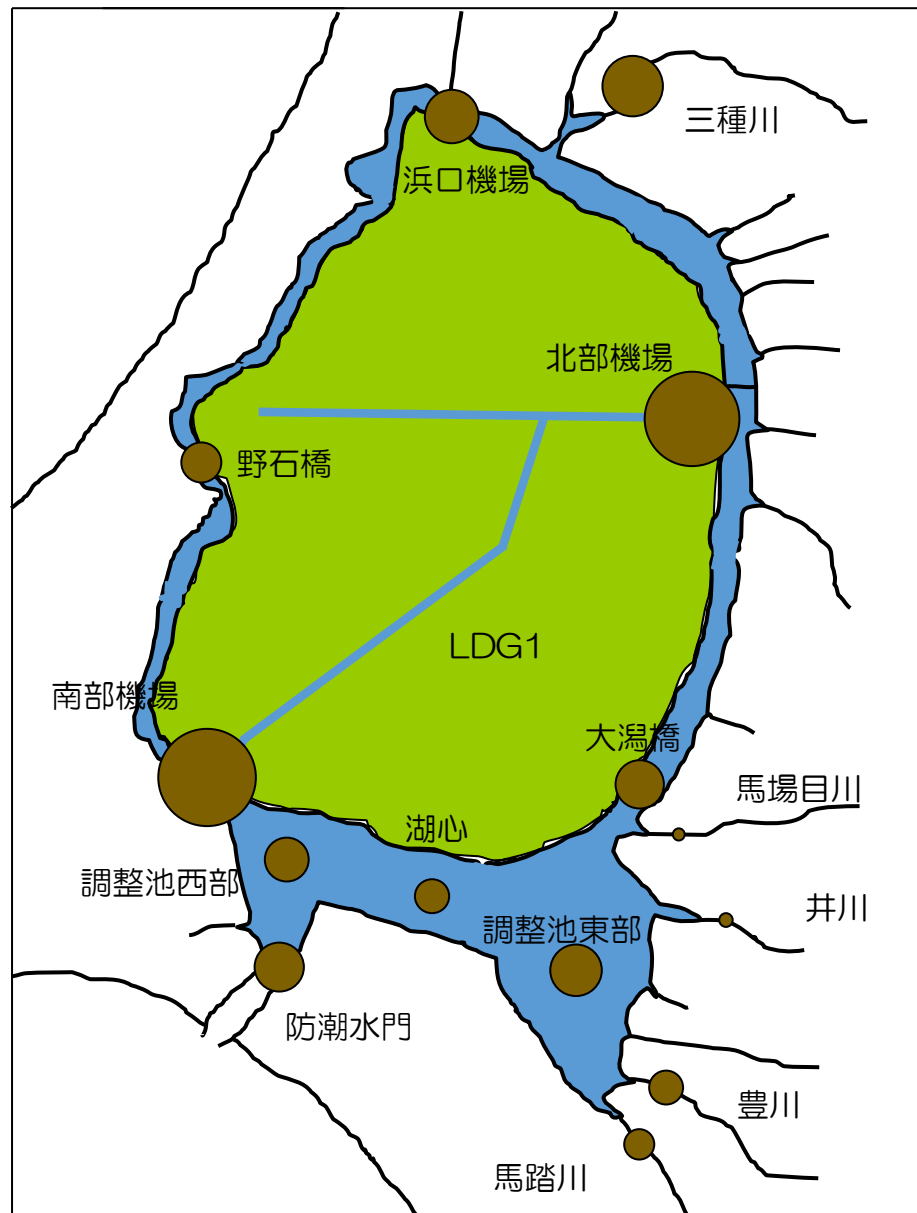 三種川
浜口機場
北部機場
野石橋
LDG1
南部機場
大潟橋
馬場目川
湖心
調整池西部
井川
調整池東部
防潮水門
豊川
馬踏川